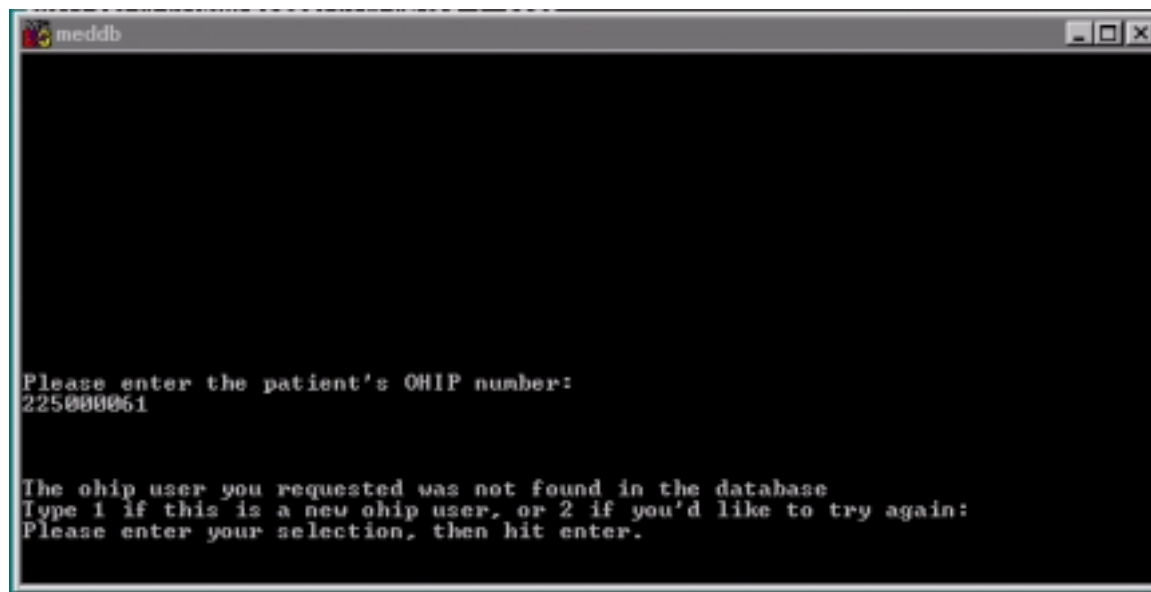 meddb
Please enter the patient's OHIP number:
225000061
The ohip user you requested was not found in the database
Type 1 if this is a new ohip user, or 2 if you'd like to try again:
Please enter your selection, then hit enter.